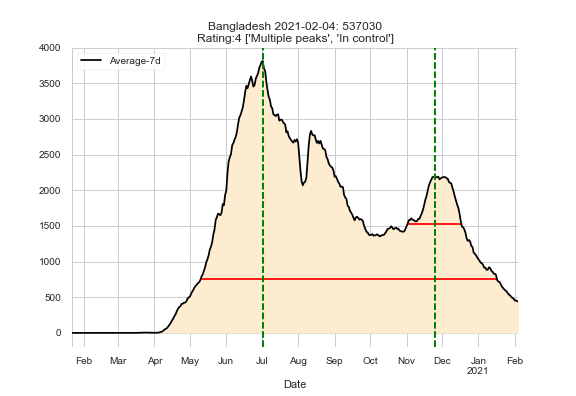 Bangladesh 2021-02-04: 537030
Rating:4 ['Multiple peaks', 'In control']
Average-7d
4000
3500
3000
2500
2000
1500
1000
500
0
Feb Mar Apr May Jun Jul Aug Sep Oct Nov Dec Jan Feb
2021
Date